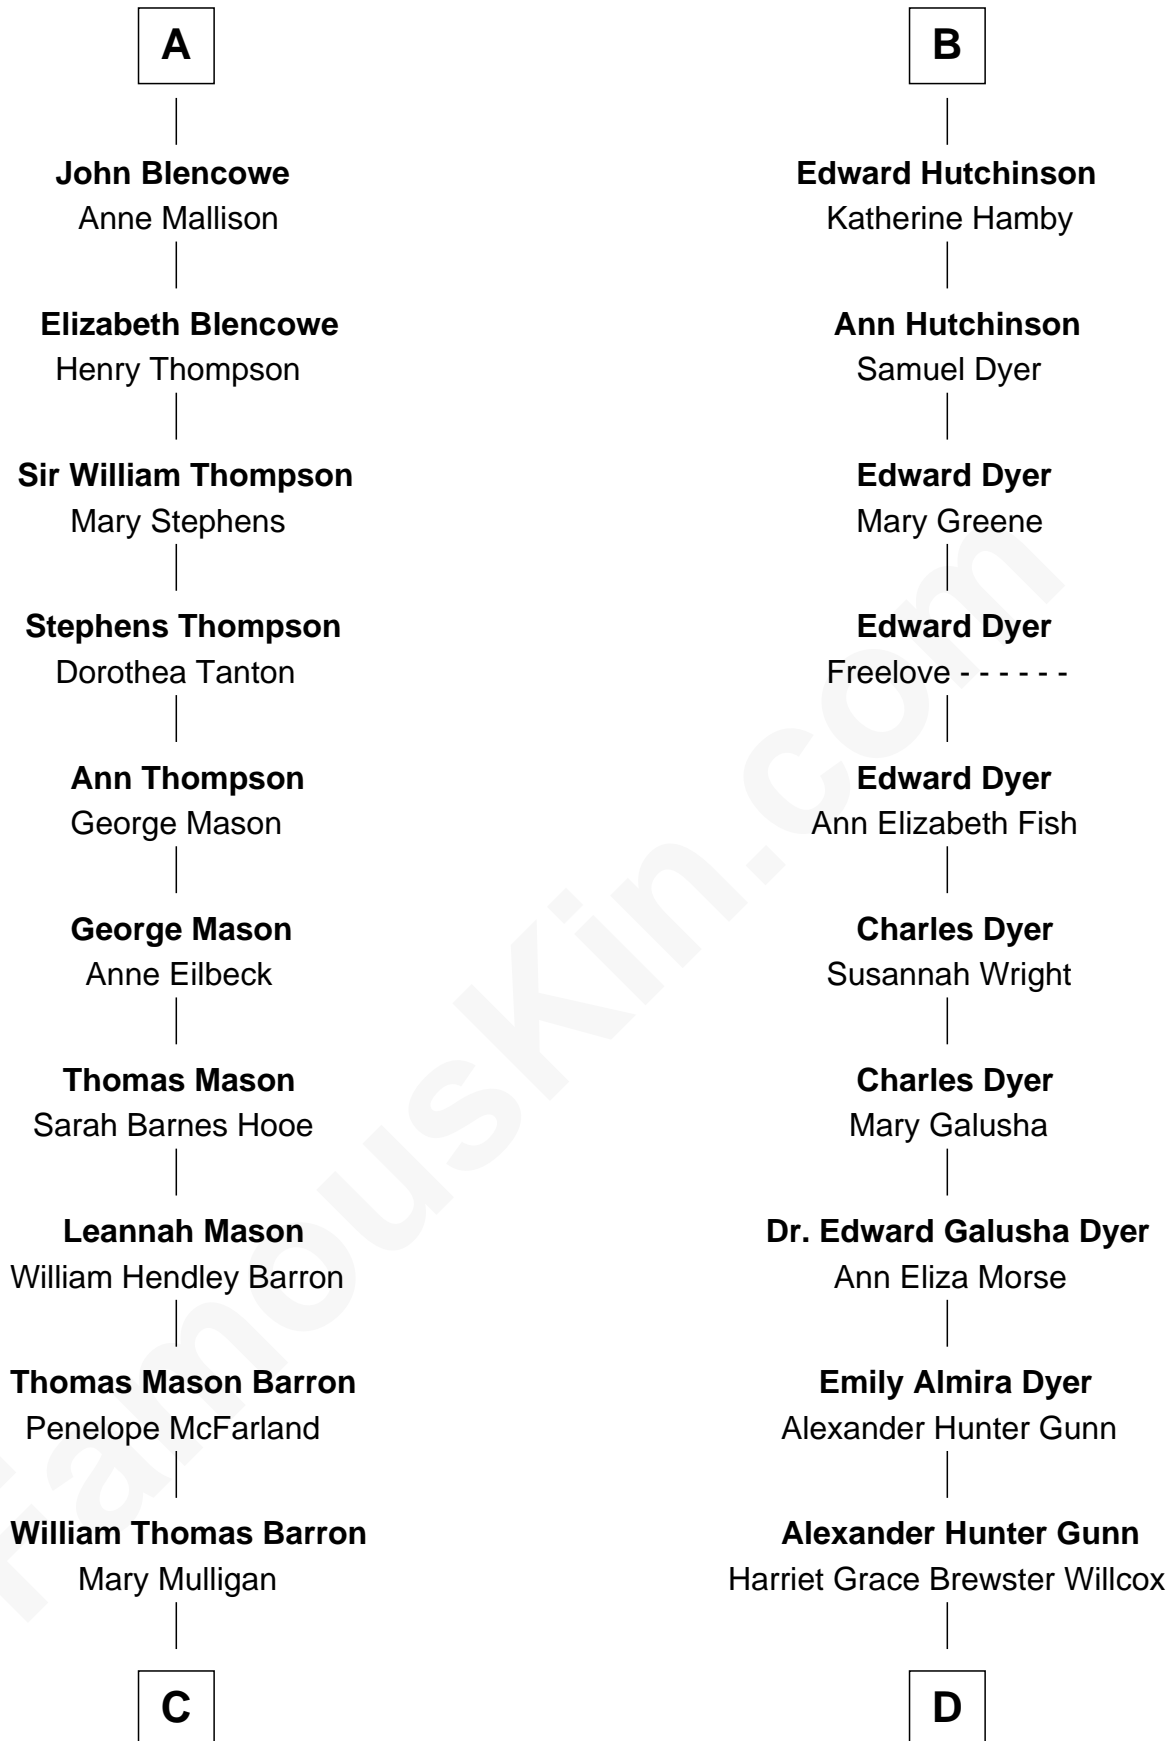 A
John Blencowe
Anne Mallison
Elizabeth Blencowe
Henry Thompson
Sir William Thompson
Mary Stephens
Stephens Thompson
Dorothea Tanton
Ann Thompson
George Mason
George Mason
Anne Eilbeck
Thomas Mason
Sarah Barnes Hooe
Leannah Mason
William Hendley Barron
Thomas Mason Barron
Penelope McFarland
William Thomas Barron
Mary Mulligan
C
B
Edward Hutchinson
Katherine Hamby
Ann Hutchinson
Samuel Dyer
Edward Dyer
Mary Greene
Edward Dyer
Freelove - - - - - -
Edward Dyer
Ann Elizabeth Fish
Charles Dyer
Susannah Wright
Charles Dyer
Mary Galusha
Dr. Edward Galusha Dyer
Ann Eliza Morse
Emily Almira Dyer
Alexander Hunter Gunn
Alexander Hunter Gunn
Harriet Grace Brewster Willcox
D
FamousKin.com